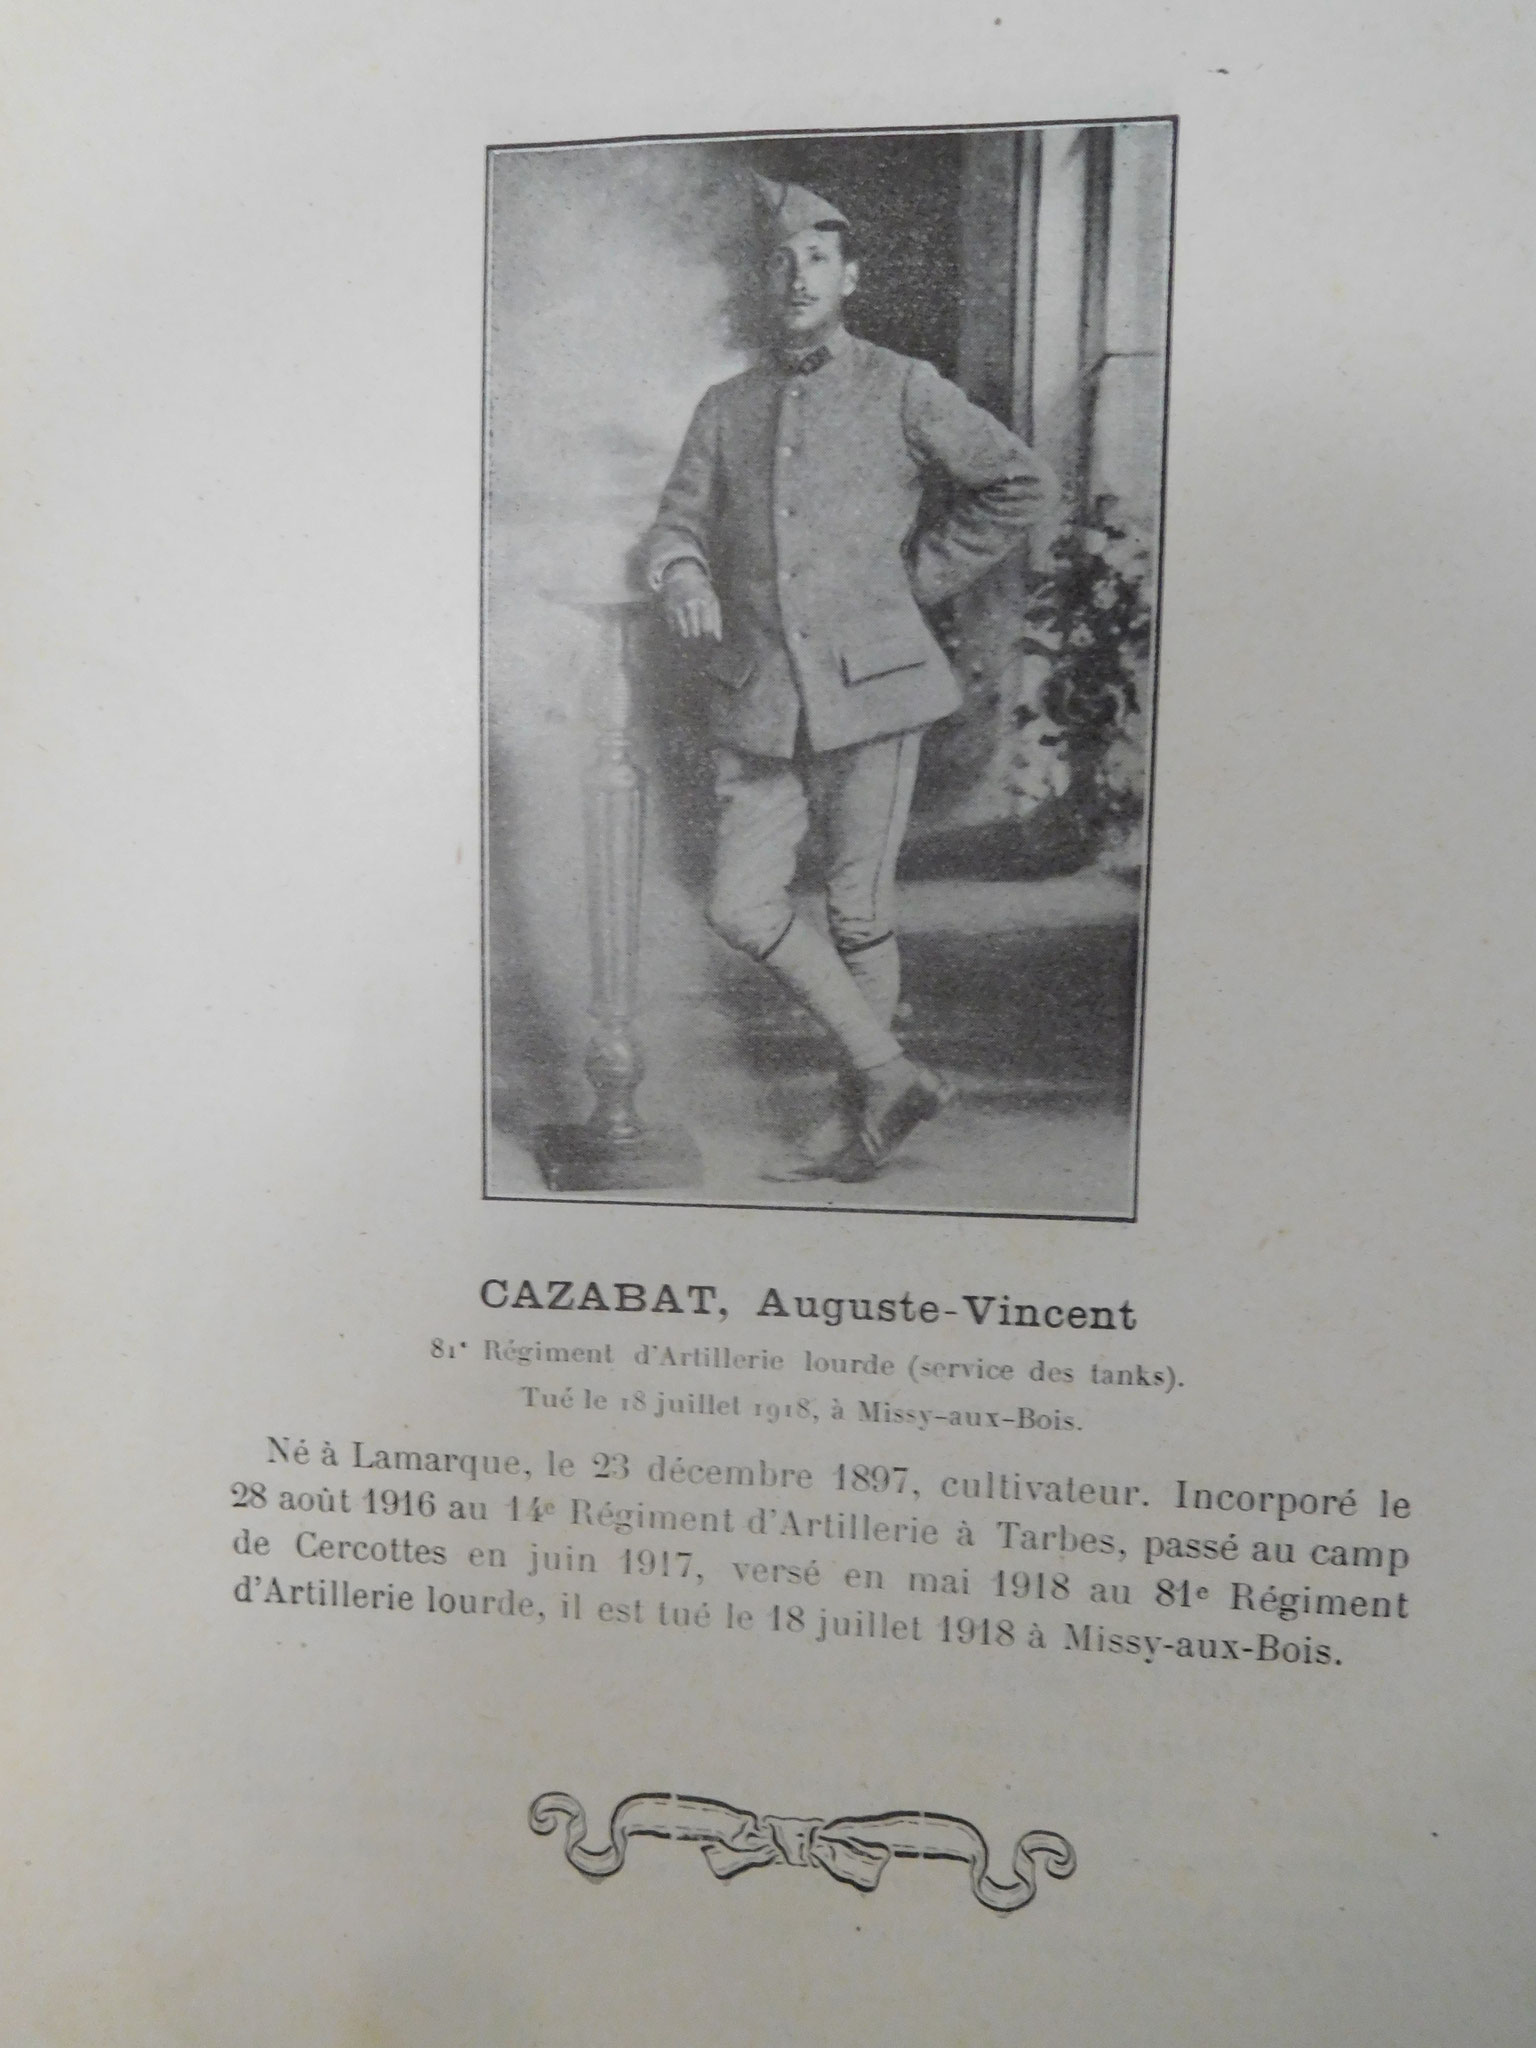 CAZABAT, Auguste-Vincent
81e Régiment d'Artillerie lourde (service des tanks).
Tué le 18 juillet 1918, à Missy-aux-Bois.
Né à Lamarque, le 23 décembre 1897, cultivateur. Incorporé le
28 août 1916 au 14e Régiment d'Artillerie à Tarbes, passé au camp
de Cercottes en juin 1917, versé en mai 1918 au 81e Régiment
d'Artillerie lourde, il est tué le 18 juillet 1918 à Missy-aux-Bois.